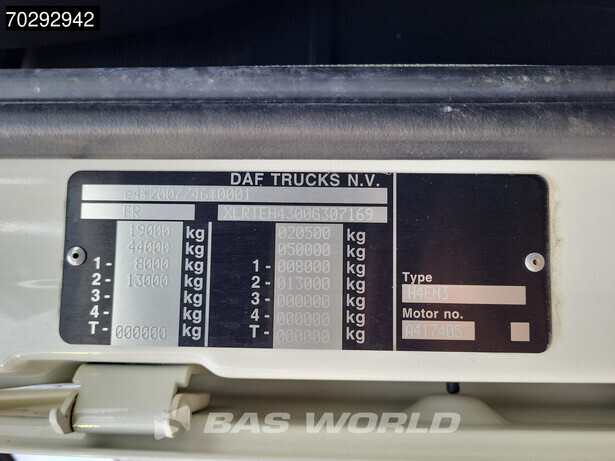 70292942
DAF TRUCKS N.V.
e4*2007/46*0001
FR XLRTEH4300G307169
19000 kg 020500 kg
44000 kg 050000 kg
1- 8000 kg 1- 008000 kg
2- 13000 kg 2- 013000 kg
3- kg 3- 000000 kg
4- kg 4- 000000 kg
T- 000000 kg T- 000000 kg
Type
H4EN3
Motor no.
A417405
BAS WORLD